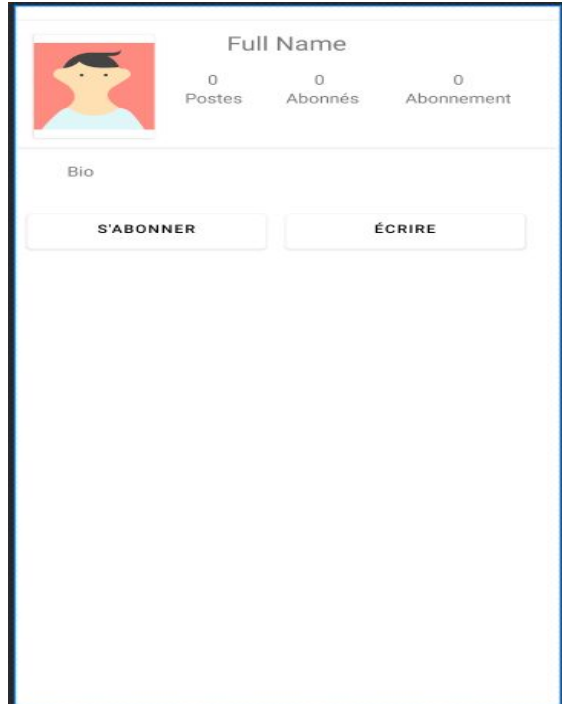 Full Name
0 0 0
Postes Abonnés Abonnement
Bio
S'ABONNER ÉCRIRE